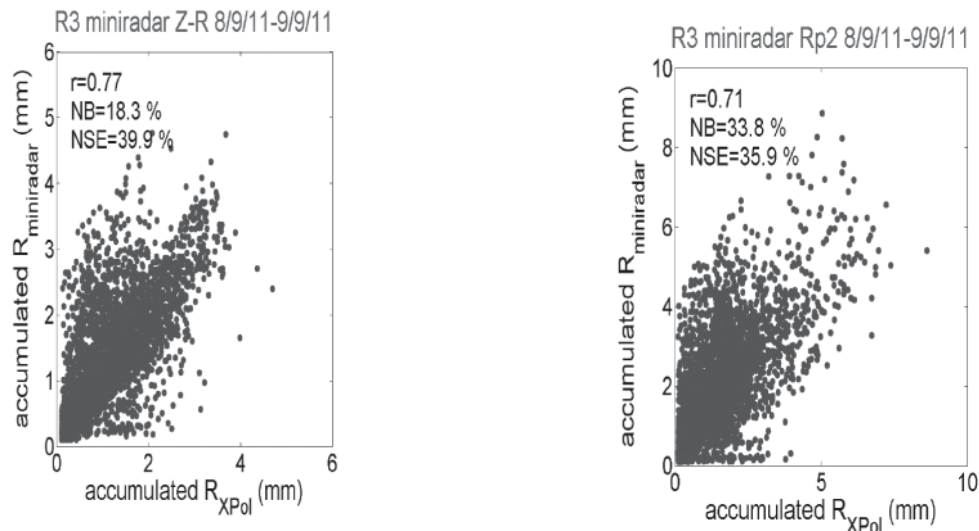 R3 miniradar Z-R 8/9/11-9/9/11
6
5
4
3
2
1
0
r=0.77
NB=18.3 %
NSE=39.9 %
accumulated R_miniradar (mm)
0 2 4 6
accumulated R_XPol (mm)
R3 miniradar Rp2 8/9/11-9/9/11
10
8
6
4
2
0
r=0.71
NB=33.8 %
NSE=35.9 %
accumulated R_miniradar (mm)
0 5 10
accumulated R_XPol (mm)